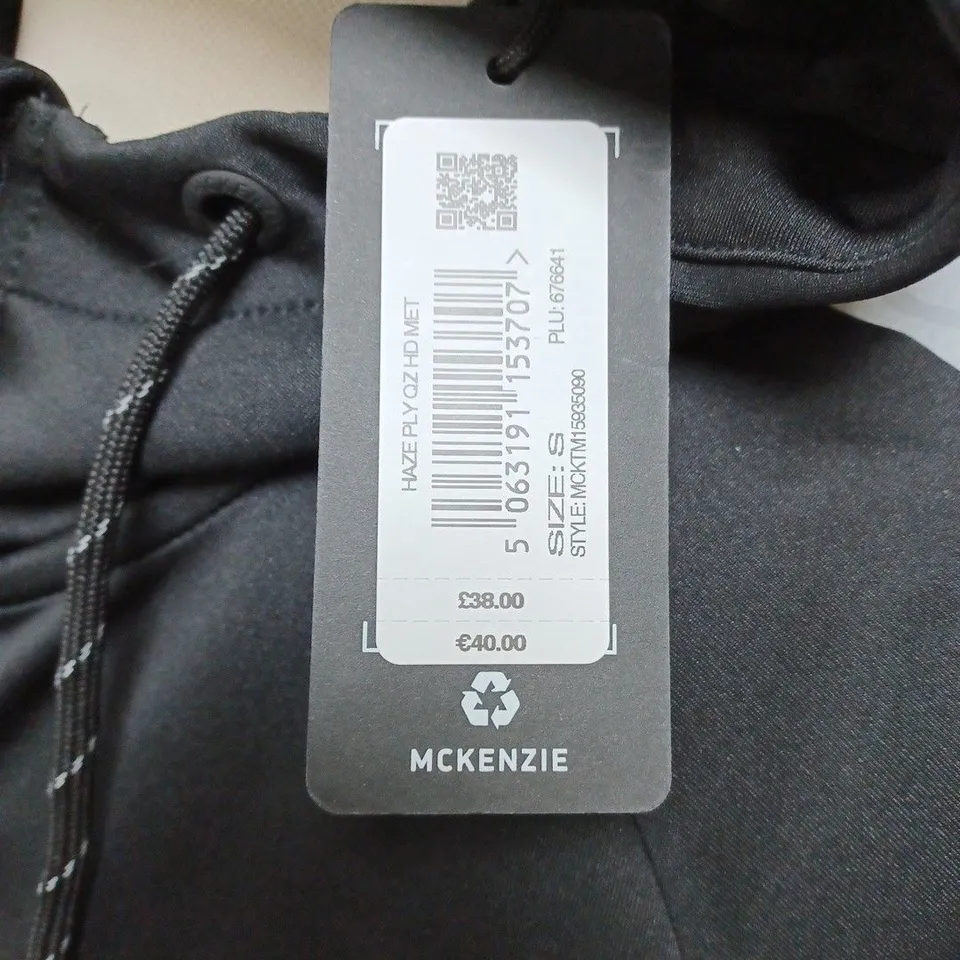 HAZE PLY QZ HD MET
5 063191 153707 >
PLU: 676641
SIZE: S
STYLE: MCKTM15935090
£38.00
€40.00
MCKENZIE